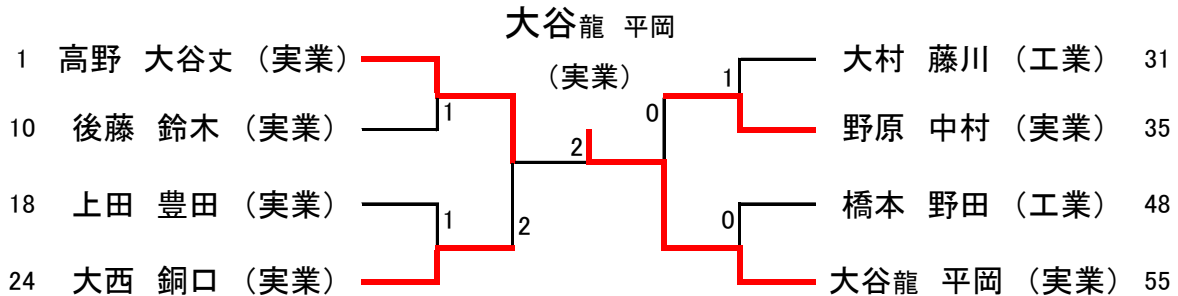 大谷龍 平岡
(実業)
1 高野 大谷丈 (実業)
10 後藤 鈴木 (実業)
18 上田 豊田 (実業)
24 大西 銅口 (実業)
1
1
2
2
0
1
0
大村 藤川 (工業) 31
野原 中村 (実業) 35
橋本 野田 (工業) 48
大谷龍 平岡 (実業) 55